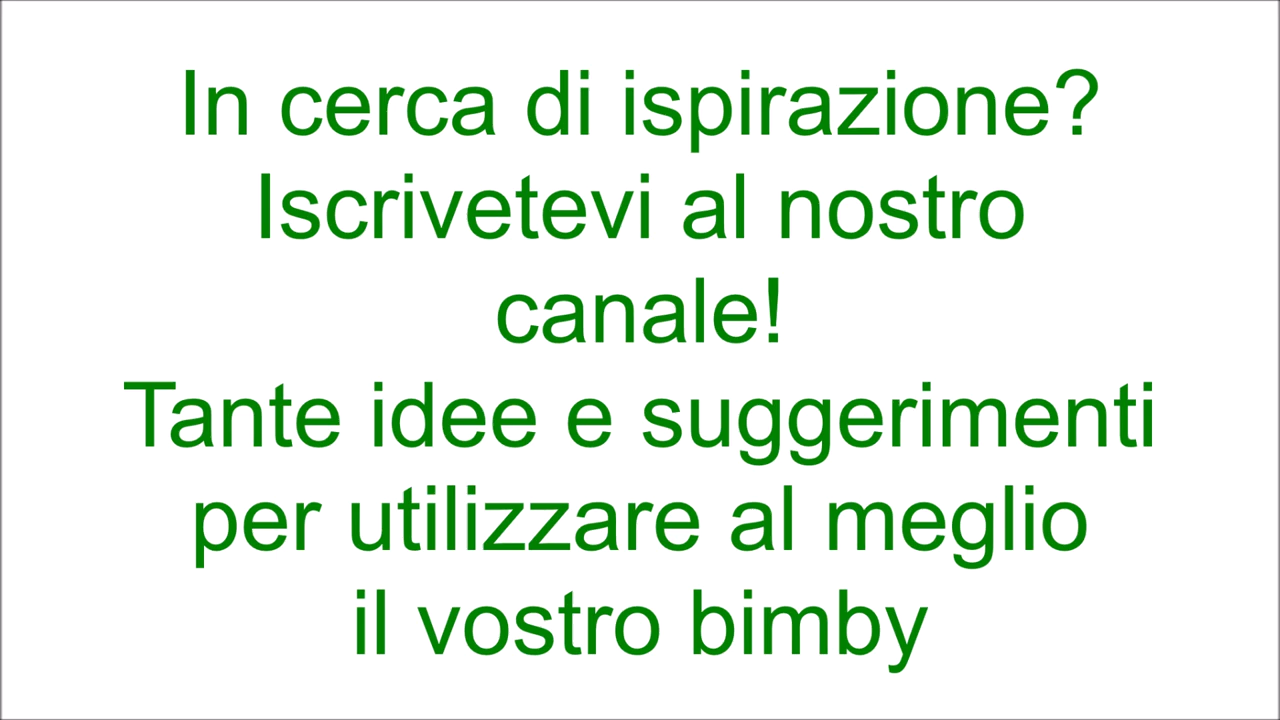 In cerca di ispirazione?
Iscrivetevi al nostro
canale!
Tante idee e suggerimenti
per utilizzare al meglio
il vostro bimby